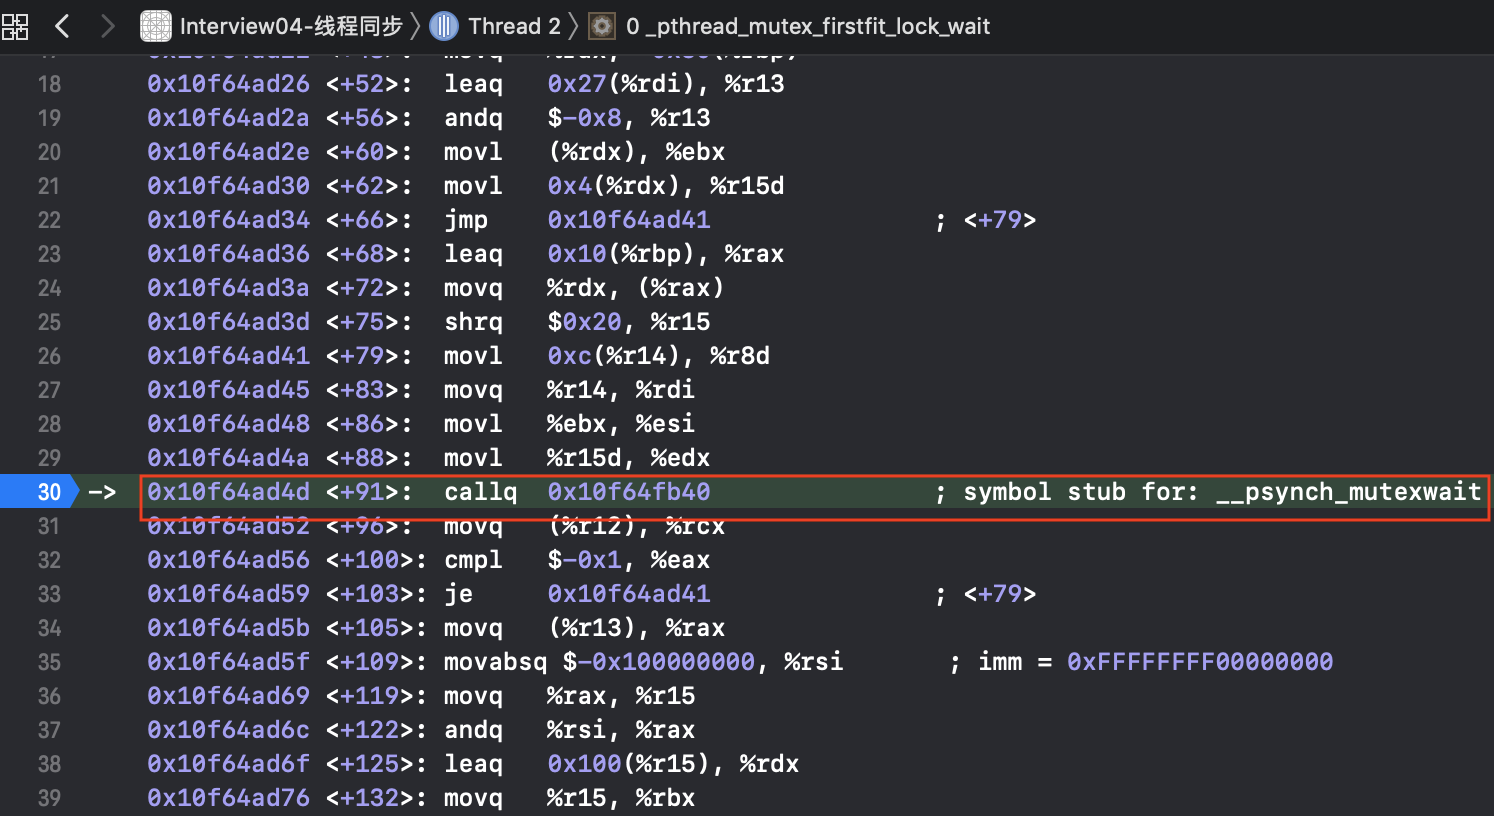 Interview04-线程同步 〉 Thread 2 〉 0 _pthread_mutex_firstfit_lock_wait
18 0x10f64ad26 <+52>: leaq 0x27(%rdi), %r13
19 0x10f64ad2a <+56>: andq $-0x8, %r13
20 0x10f64ad2e <+60>: movl (%rdx), %ebx
21 0x10f64ad30 <+62>: movl 0x4(%rdx), %r15d
22 0x10f64ad34 <+66>: jmp 0x10f64ad41 ; <+79>
23 0x10f64ad36 <+68>: leaq 0x10(%rbp), %rax
24 0x10f64ad3a <+72>: movq %rdx, (%rax)
25 0x10f64ad3d <+75>: shrq $0x20, %r15
26 0x10f64ad41 <+79>: movl 0xc(%r14), %r8d
27 0x10f64ad45 <+83>: movq %r14, %rdi
28 0x10f64ad48 <+86>: movl %ebx, %esi
29 0x10f64ad4a <+88>: movl %r15d, %edx
30 -> 0x10f64ad4d <+91>: callq 0x10f64fb40 ; symbol stub for: __psynch_mutexwait
31 0x10f64ad52 <+96>: movq (%r12), %rcx
32 0x10f64ad56 <+100>: cmpl $-0x1, %eax
33 0x10f64ad59 <+103>: je 0x10f64ad41 ; <+79>
34 0x10f64ad5b <+105>: movq (%r13), %rax
35 0x10f64ad5f <+109>: movabsq $-0x100000000, %rsi ; imm = 0xFFFFFFFF00000000
36 0x10f64ad69 <+119>: movq %rax, %r15
37 0x10f64ad6c <+122>: andq %rsi, %rax
38 0x10f64ad6f <+125>: leaq 0x100(%r15), %rdx
39 0x10f64ad76 <+132>: movq %r15, %rbx